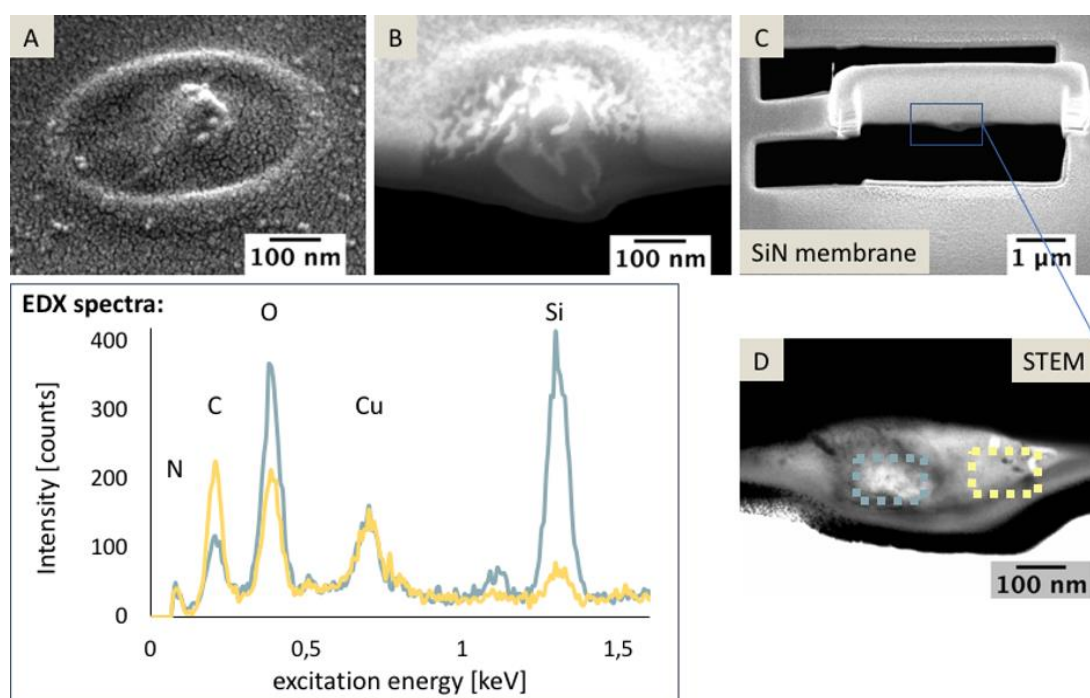 A
100 nm
B
100 nm
C
SiN membrane
1 µm
EDX spectra:
N
C
O
Cu
Si
400
300
200
100
0
Intensity [counts]
0
0,5
1
1,5
excitation energy [keV]
D
STEM
100 nm